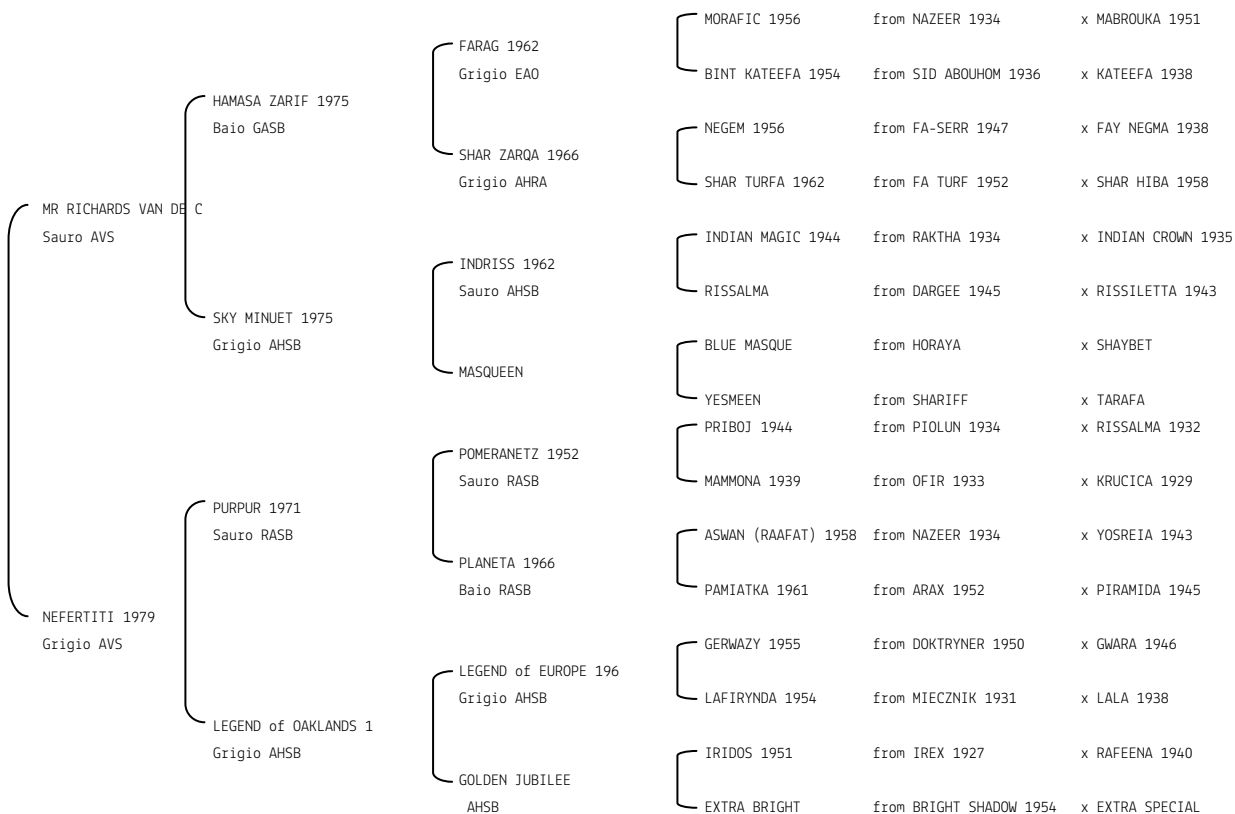 MORAFIC 1956 from NAZEER 1934 x MABROUKA 1951
FARAG 1962
Grigio EAO BINT KATEEFA 1954 from SID ABOUHOM 1936 x KATEEFA 1938
HAMASA ZARIF 1975
Baio GASB NEGEM 1956 from FA-SERR 1947 x FAY NEGMA 1938
SHAR ZARQA 1966
Grigio AHRA SHAR TURFA 1962 from FA TURF 1952 x SHAR HIBA 1958
MR RICHARDS VAN DE C
Sauro AVS INDIAN MAGIC 1944 from RAKTHA 1934 x INDIAN CROWN 1935
INDRISS 1962
Sauro AHSB RISSALMA from DARGEE 1945 x RISSILETTA 1943
SKY MINUET 1975
Grigio AHSB BLUE MASQUE from HORAYA x SHAYBET
MASQUEEN
YESMEEN from SHARIFF x TARAFA
PRIBOJ 1944 from PIOLUN 1934 x RISSALMA 1932
POMERANETZ 1952
Sauro RASB MAMMONA 1939 from OFIR 1933 x KRUCICA 1929
PURPUR 1971
Sauro RASB ASWAN (RAAFAT) 1958 from NAZEER 1934 x YOSREIA 1943
PLANETA 1966
Baio RASB PAMIATKA 1961 from ARAX 1952 x PIRAMIDA 1945
NEFERTITI 1979
Grigio AVS GERWAZY 1955 from DOKTRYNER 1950 x GWARA 1946
LEGEND of EUROPE 196
Grigio AHSB LAFIRYNDA 1954 from MIECZNIK 1931 x LALA 1938
LEGEND of OAKLANDS 1
Grigio AHSB IRIDOS 1951 from IREX 1927 x RAFEENA 1940
GOLDEN JUBILEE
AHSB EXTRA BRIGHT from BRIGHT SHADOW 1954 x EXTRA SPECIAL